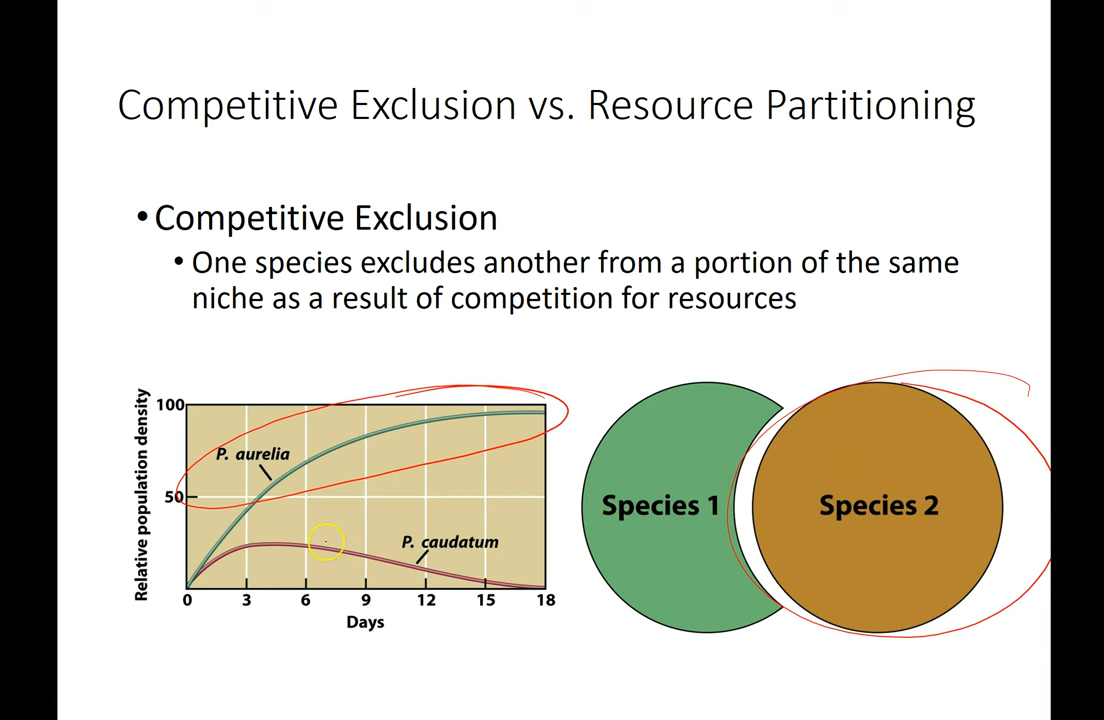 Competitive Exclusion vs. Resource Partitioning
• Competitive Exclusion
• One species excludes another from a portion of the same
niche as a result of competition for resources
Relative population density
100
50
P. aurelia
P. caudatum
0 3 6 9 12 15 18
Days
Species 1
Species 2